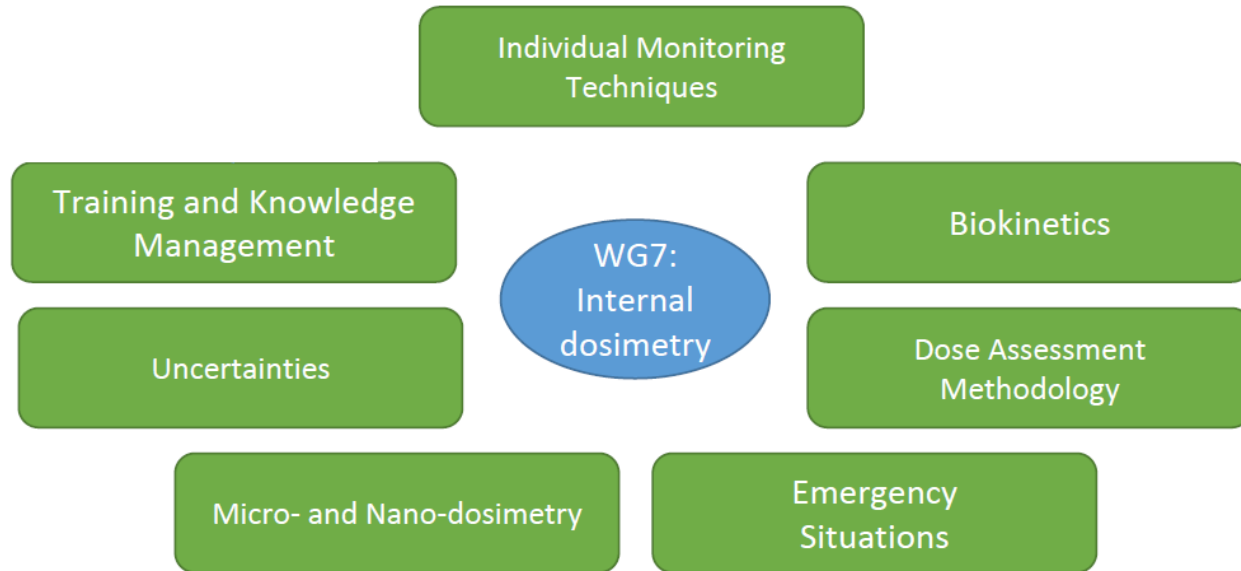 Individual Monitoring
Techniques
Training and Knowledge
Management
Biokinetics
WG7:
Internal
dosimetry
Uncertainties
Dose Assessment
Methodology
Micro- and Nano-dosimetry
Emergency
Situations